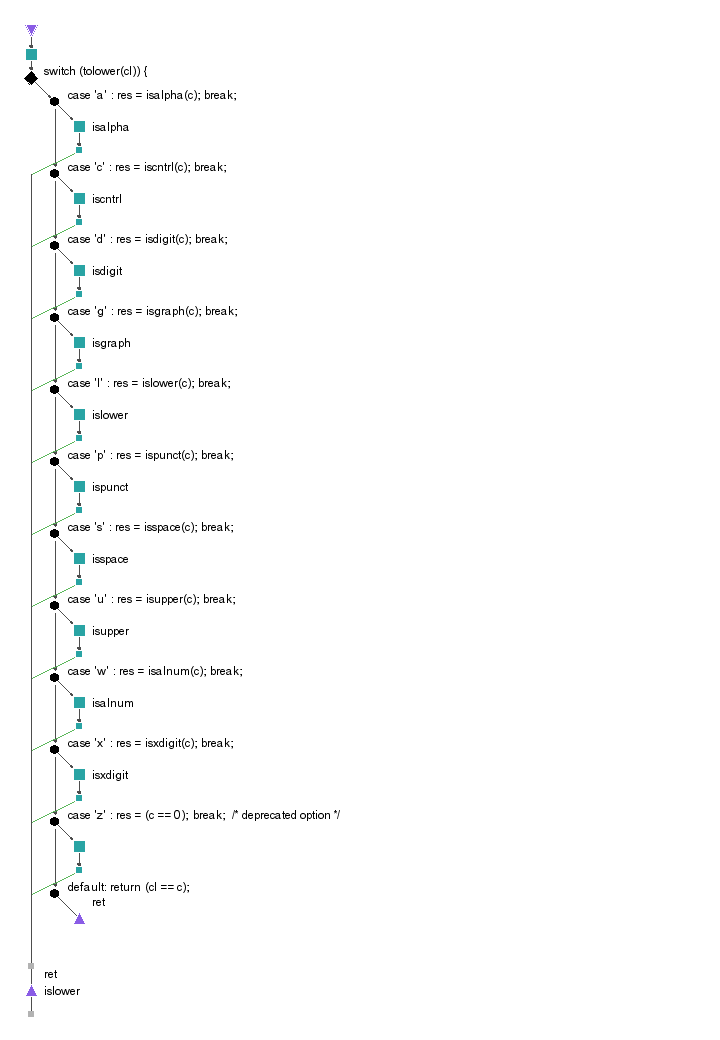 switch (tolower(cl)) {
case 'a' : res = isalpha(c); break;
isalpha
case 'c' : res = iscntrl(c); break;
iscntrl
case 'd' : res = isdigit(c); break;
isdigit
case 'g' : res = isgraph(c); break;
isgraph
case 'l' : res = islower(c); break;
islower
case 'p' : res = ispunct(c); break;
ispunct
case 's' : res = isspace(c); break;
isspace
case 'u' : res = isupper(c); break;
isupper
case 'w' : res = isalnum(c); break;
isalnum
case 'x' : res = isxdigit(c); break;
isxdigit
case 'z' : res = (c == 0); break;  /* deprecated option */
default: return (cl == c);
ret
ret
islower